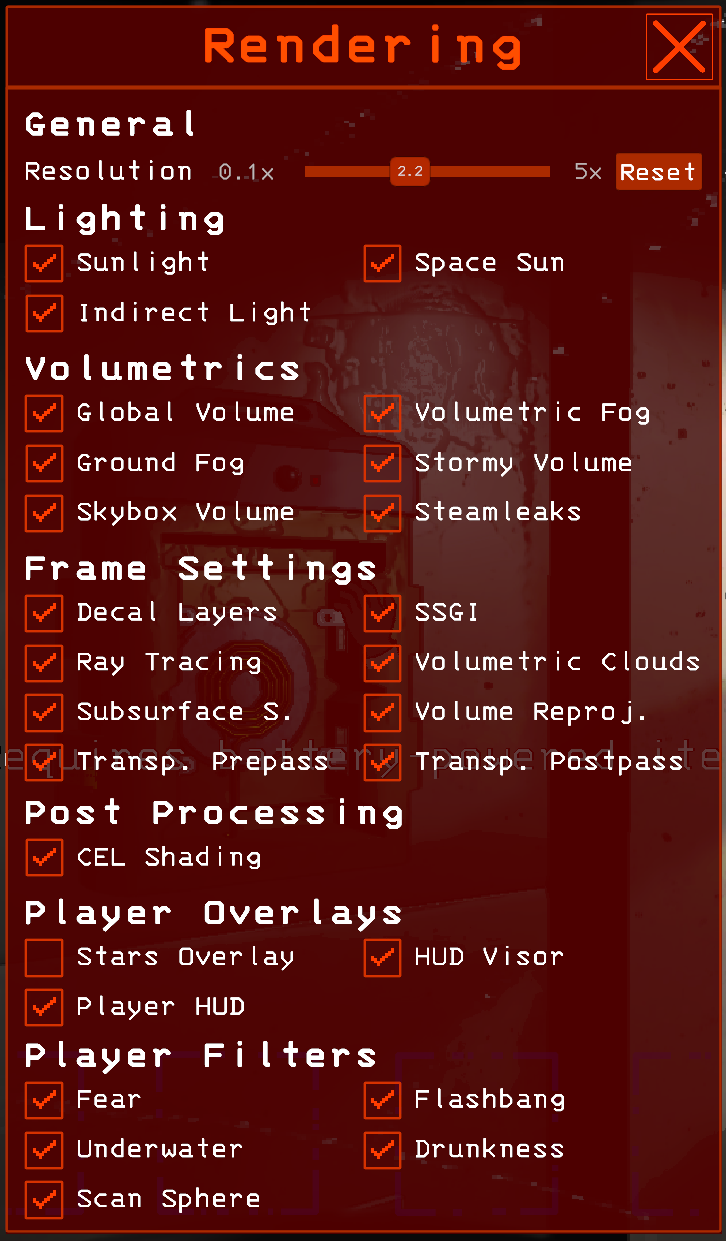 Rendering
General
Resolution 0.1x 2.2 5x Reset
Lighting
Sunlight Space Sun
Indirect Light
Volumetrics
Global Volume Volumetric Fog
Ground Fog Stormy Volume
Skybox Volume Steamleaks
Frame Settings
Decal Layers SSGI
Ray Tracing Volumetric Clouds
Subsurface S. Volume Reproj.
battery powered
Transp. Prepass Transp. Postpass
Post Processing
CEL Shading
Player Overlays
Stars Overlay HUD Visor
Player HUD
Player Filters
Fear Flashbang
Underwater Drunkness
Scan Sphere